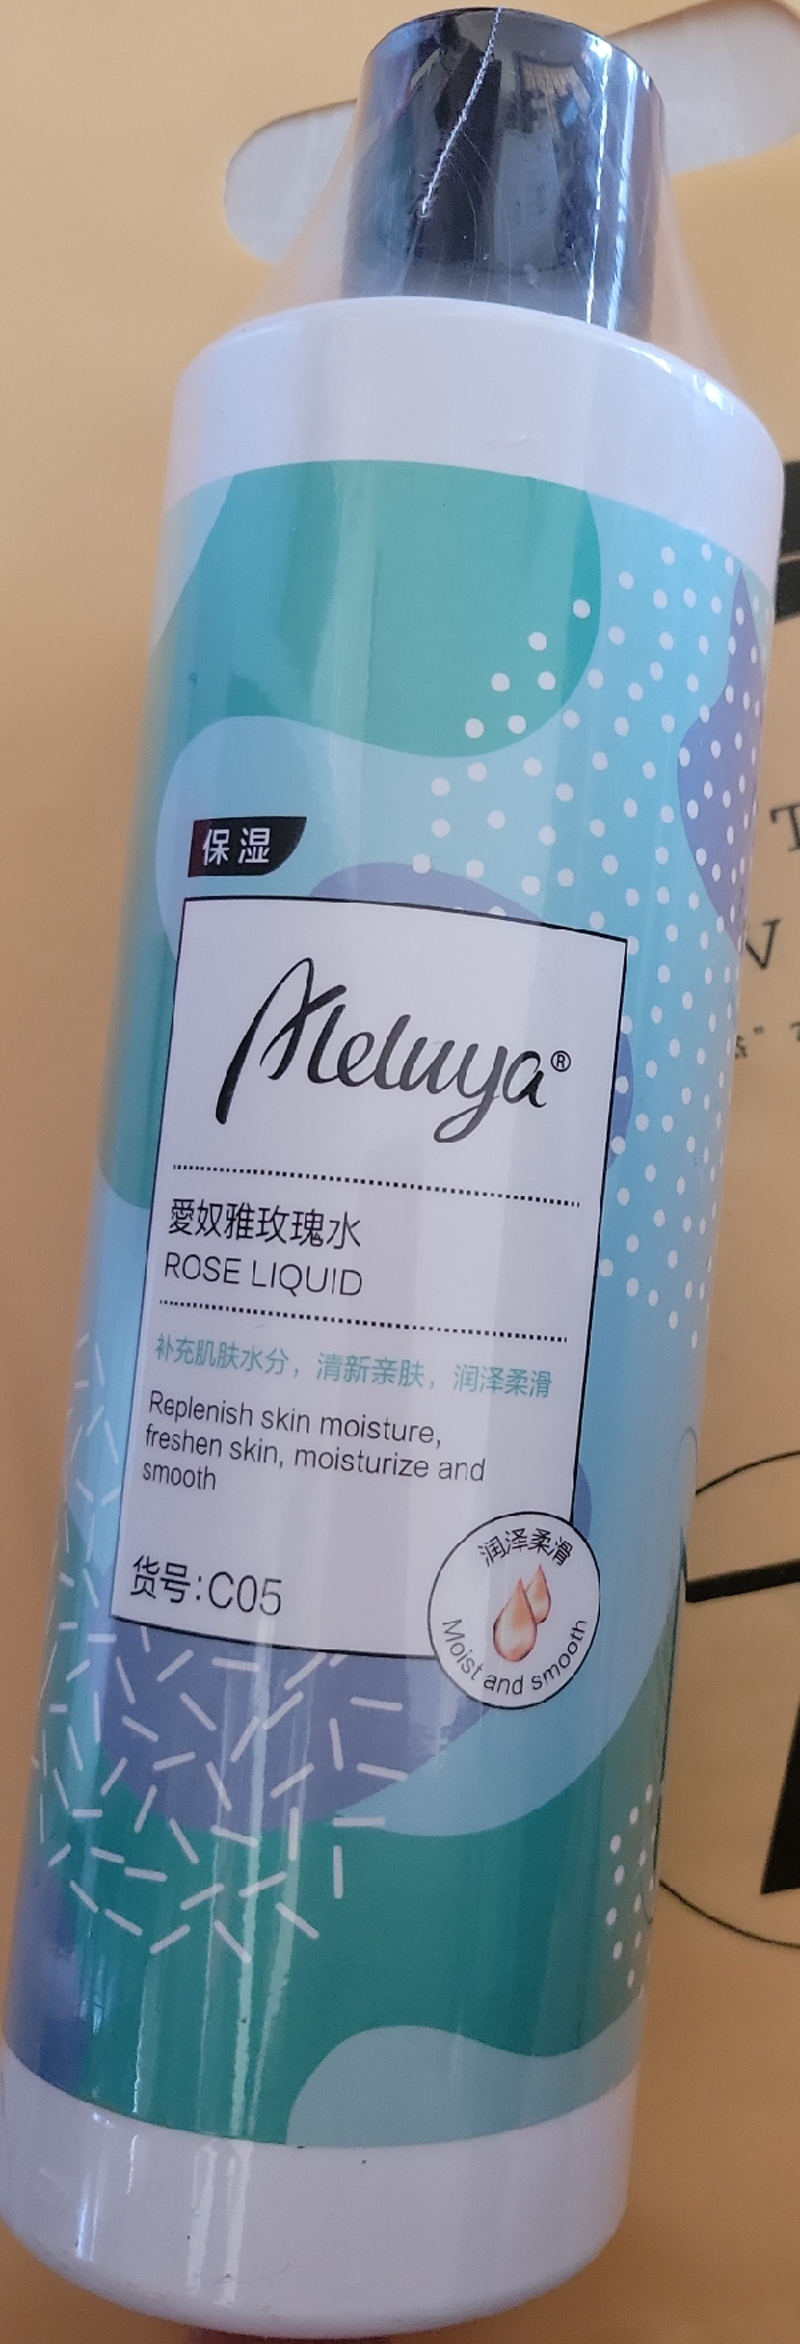 保湿
Aleluya®
愛奴雅玫瑰水
ROSE LIQUID
补充肌肤水分，清新亲肤，润泽柔滑
Replenish skin moisture,
freshen skin, moisturize and
smooth
货号:C05
润泽柔滑
Moist and smooth